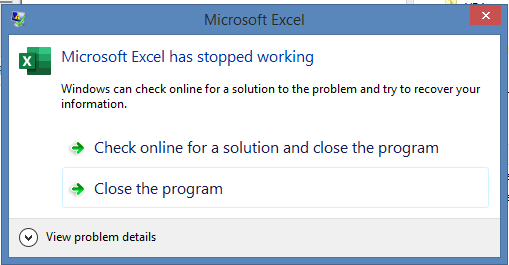 Microsoft Excel
Microsoft Excel has stopped working
Windows can check online for a solution to the problem and try to recover your
information.
Check online for a solution and close the program
Close the program
View problem details